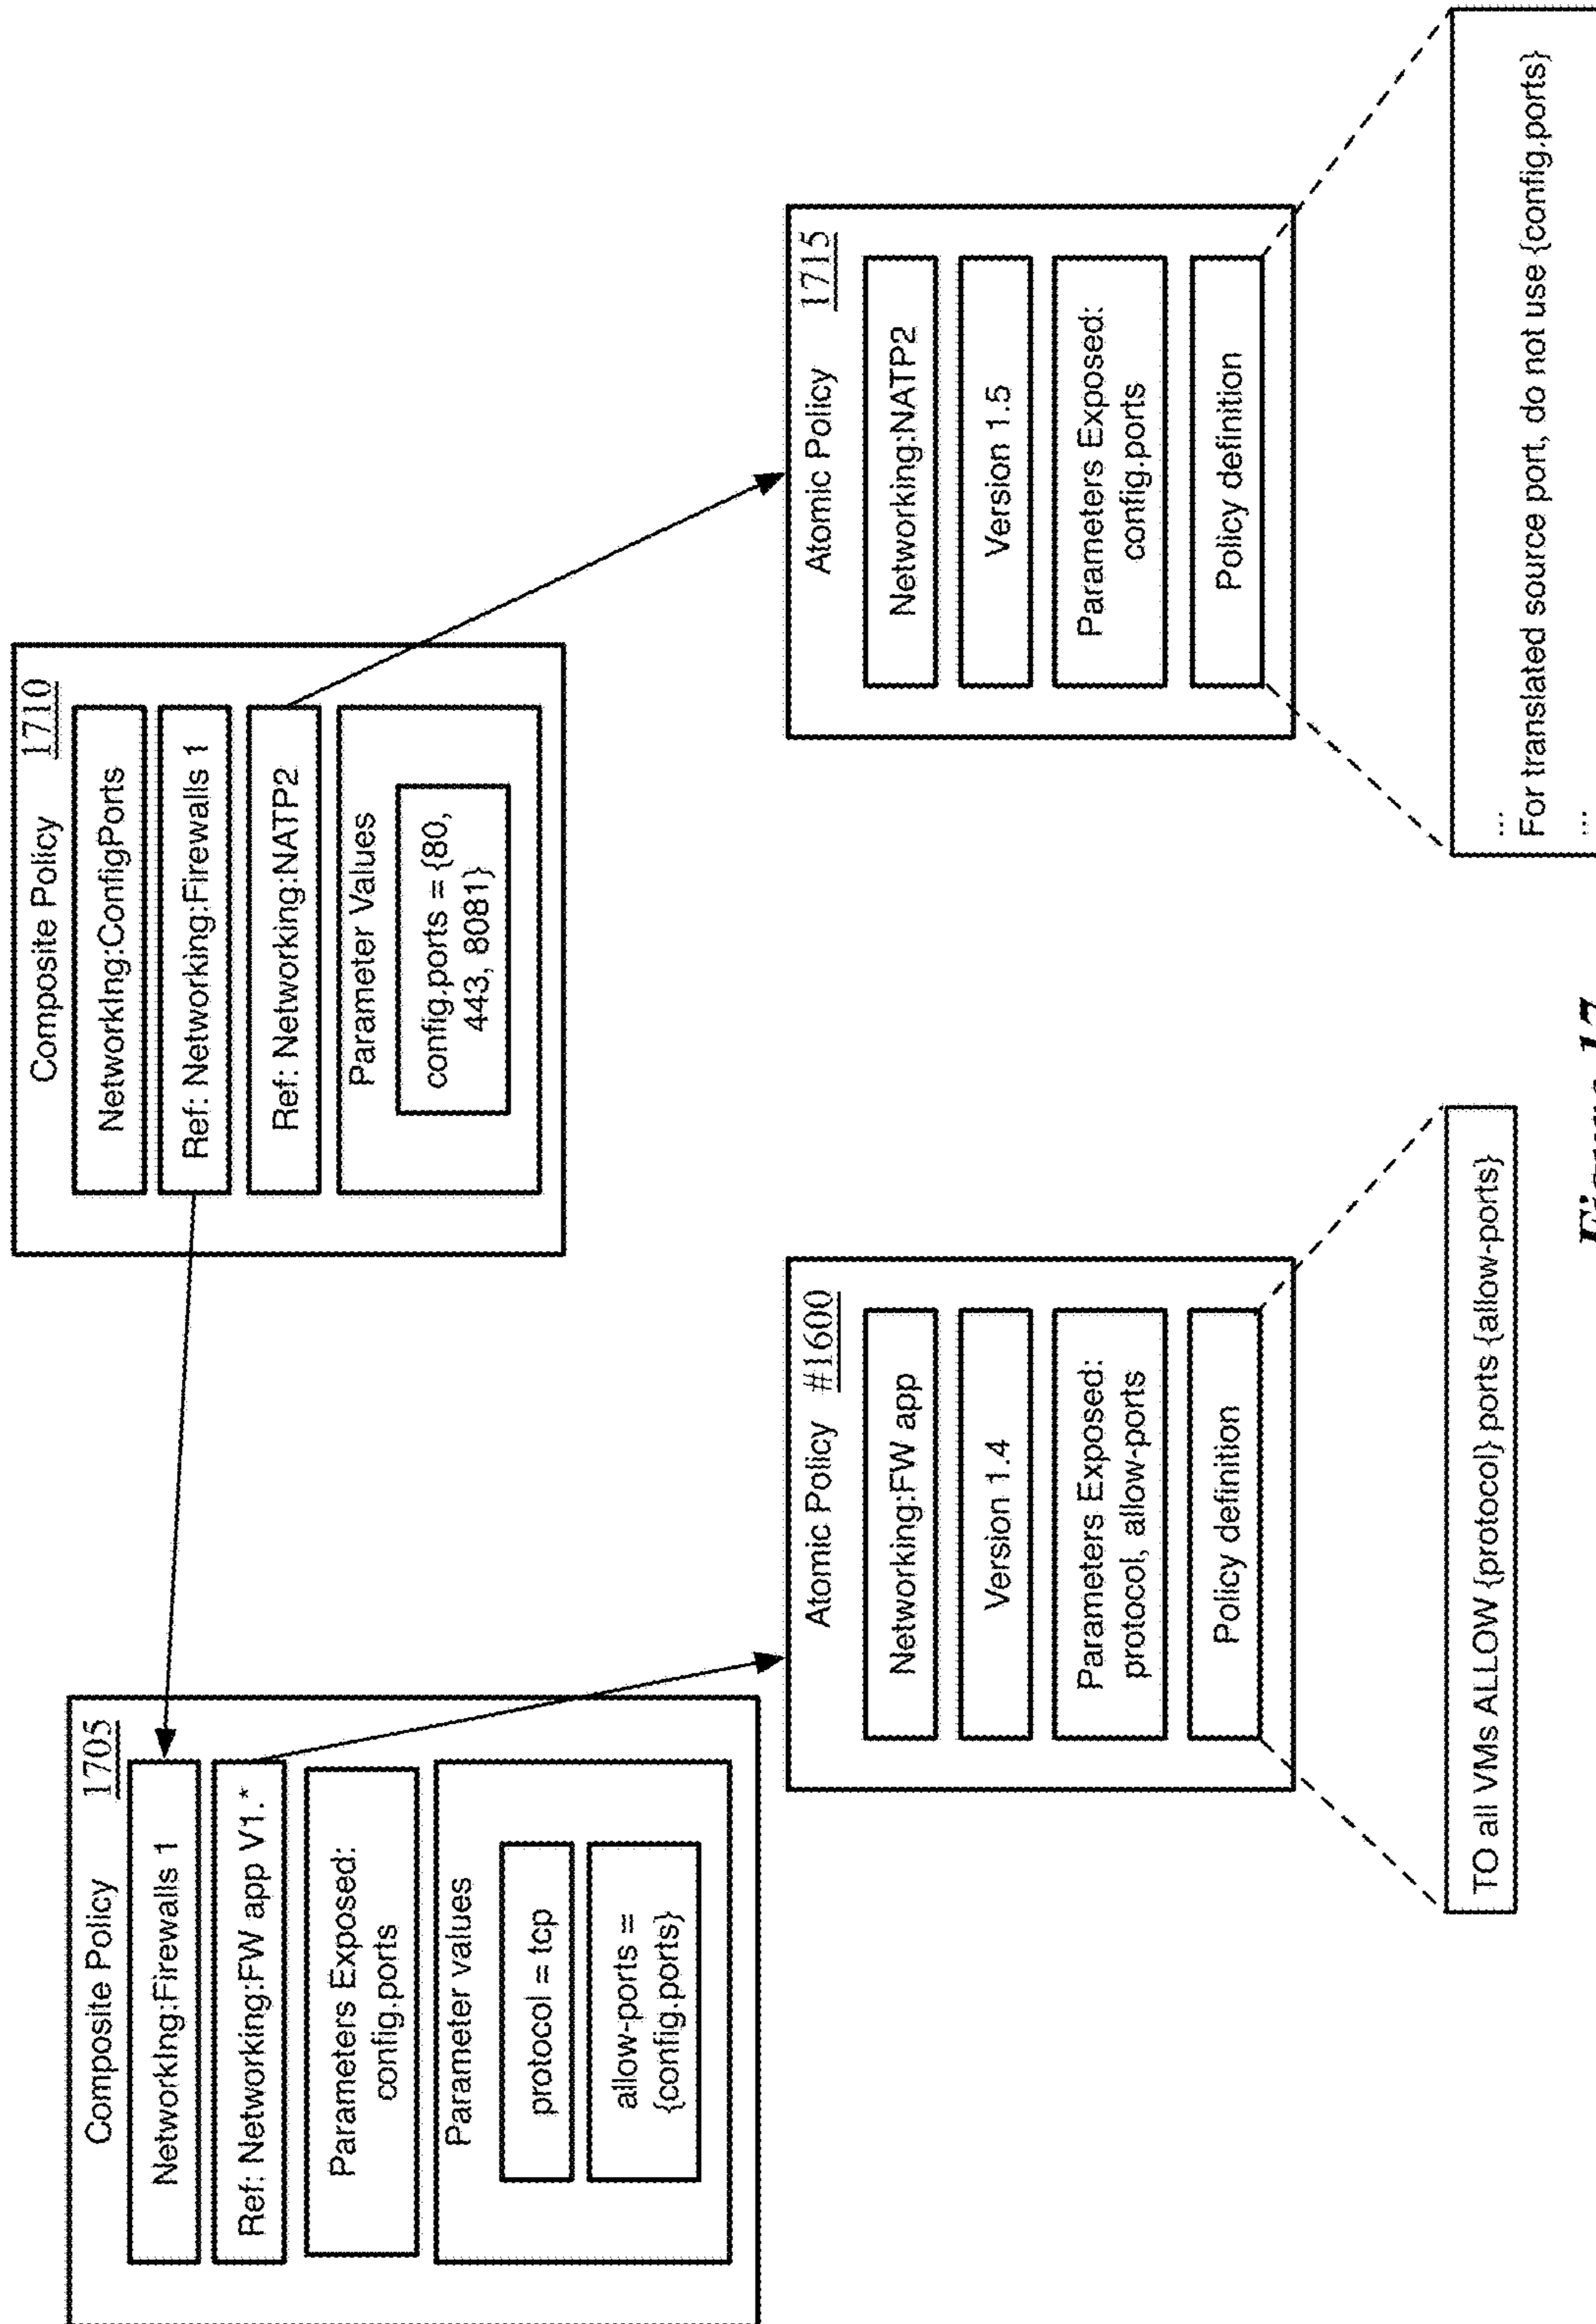 Composite Policy 1705
NetworkIng:Firewalls 1
Ref: Networking:FW app V1.*
Parameters Exposed:
config.ports
Parameter values
protocol = tcp
allow-ports =
{config.ports}
Composite Policy 1710
NetworkIng:ConfigPorts
Ref: Networking:Firewalls 1
Ref: Networking:NATP2
Parameter Values
config.ports = {80,
443, 8081}
Atomic Policy #1600
Networking:FW app
Version 1.4
Parameters Exposed:
protocol, allow-ports
Policy definition
TO all VMs ALLOW {protocol} ports {allow-ports}
Atomic Policy 1715
Networking:NATP2
Version 1.5
Parameters Exposed:
config.ports
Policy definition
...
For translated source port, do not use {config.ports}
...
Figure 17